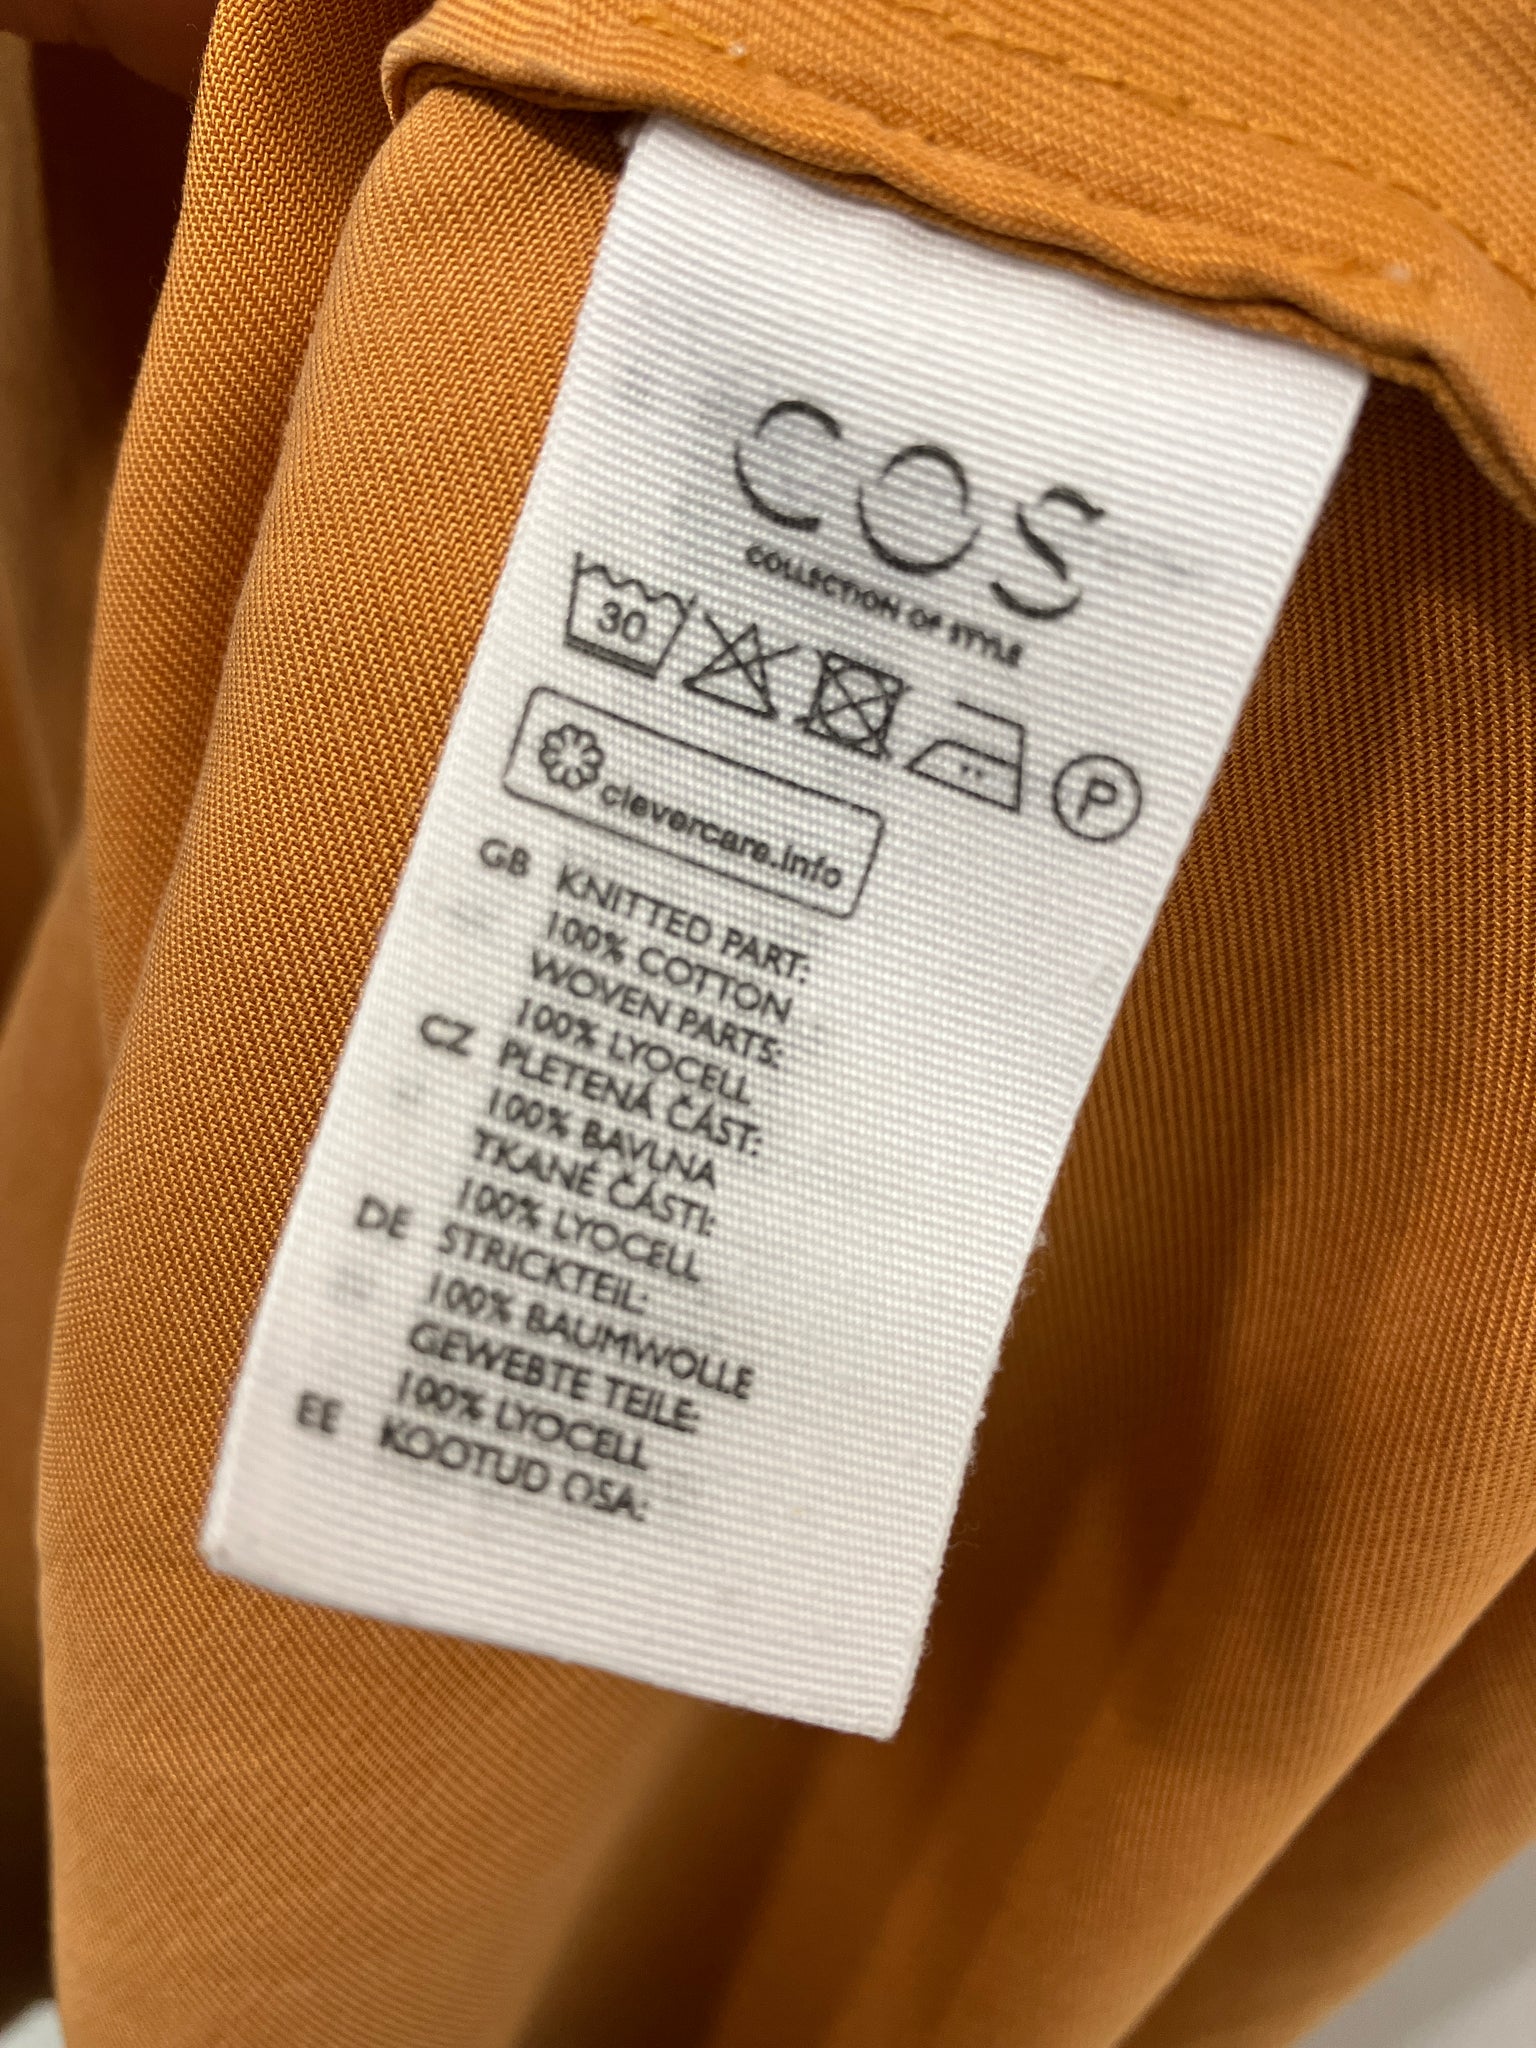 COS
COLLECTION OF STYLE
30
P
clevercare.info
GB KNITTED PART:
100% COTTON
WOVEN PARTS:
100% LYOCELL
CZ PLETENÁ ČÁST:
100% BAVLNA
TKANÉ ČÁSTI:
100% LYOCELL
DE STRICKTEIL:
100% BAUMWOLLE
GEWEBTE TEILE:
100% LYOCELL
EE KOOTUD OSA: